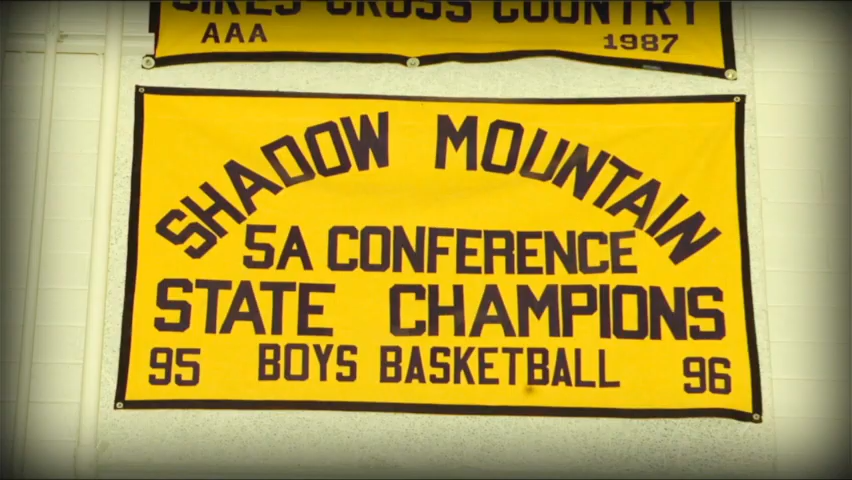 GIRLS CROSS COUNTRY
AAA 1987
SHADOW MOUNTAIN
5A CONFERENCE
STATE CHAMPIONS
95 BOYS BASKETBALL 96